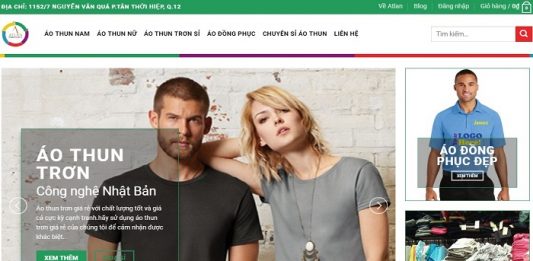 ĐỊA CHỈ: 1152/7 NGUYỄN VĂN QUÁ P.TÂN THỚI HIỆP, Q.12
Về Atlan Blog Đăng nhập Giỏ hàng / 0₫ 0
ÁO THUN NAM ÁO THUN NỮ ÁO THUN TRƠN SỈ ÁO ĐỒNG PHỤC CHUYÊN SỈ ÁO THUN LIÊN HỆ
Tìm kiếm...
ÁO THUN
TRƠN
Công nghệ Nhật Bản
Áo thun trơn giá rẻ với chất lượng tốt và giá
cả cực kỳ cạnh tranh.hãy sử dụng áo thun
trơn giá rẻ của chúng tôi để cảm nhận được
khác biệt.
XEM THÊM
LOGO
Here!
ÁO ĐỒNG
PHỤC ĐẸP
XEM THÊM